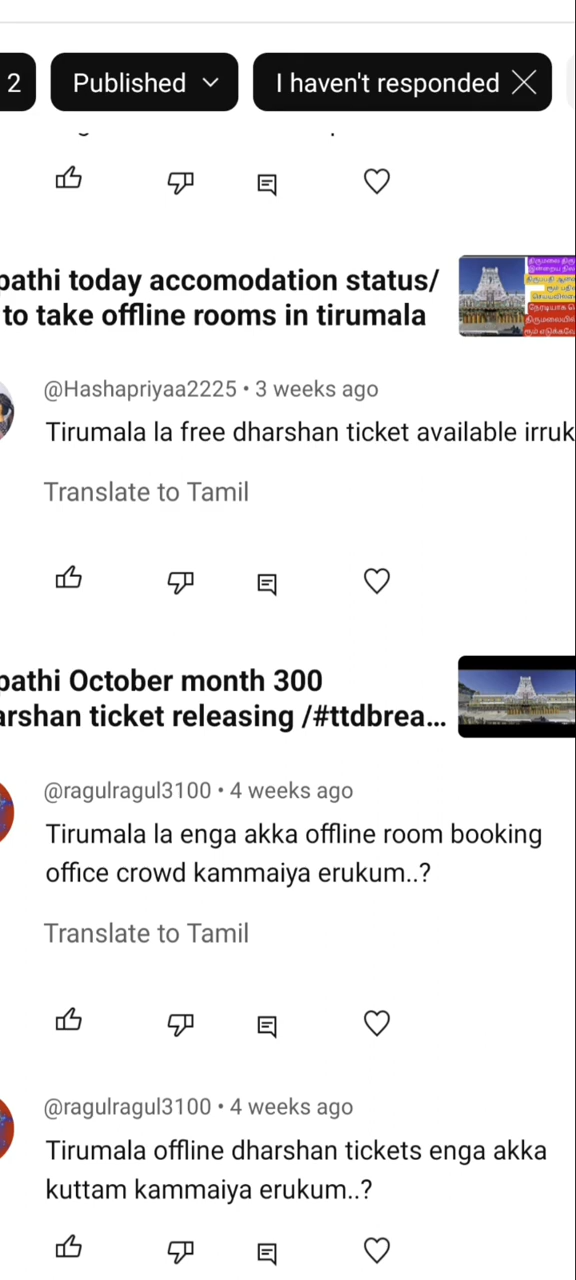 2
Published
I haven't responded
pathi today accomodation status/
to take offline rooms in tirumala
@Hashapriyaa2225 • 3 weeks ago
Tirumala la free dharshan ticket available irruk
Translate to Tamil
pathi October month 300
arshan ticket releasing /#ttdbrea...
@ragulragul3100 • 4 weeks ago
Tirumala la enga akka offline room booking
office crowd kammaiya erukum..?
Translate to Tamil
@ragulragul3100 • 4 weeks ago
Tirumala offline dharshan tickets enga akka
kuttam kammaiya erukum..?